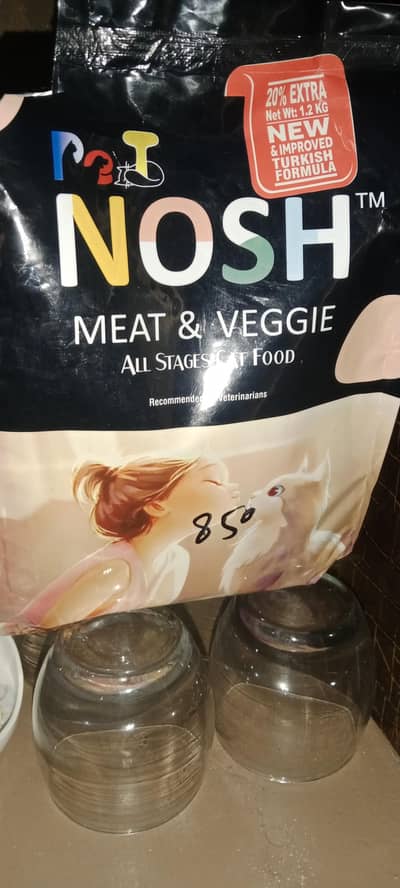 20% EXTRA
Net Wt: 1.2 KG
NEW
& IMPROVED
TURKISH
FORMULA
PeT
NOSH™
MEAT & VEGGIE
ALL STAGES CAT FOOD
Recommended Veterinarians
850